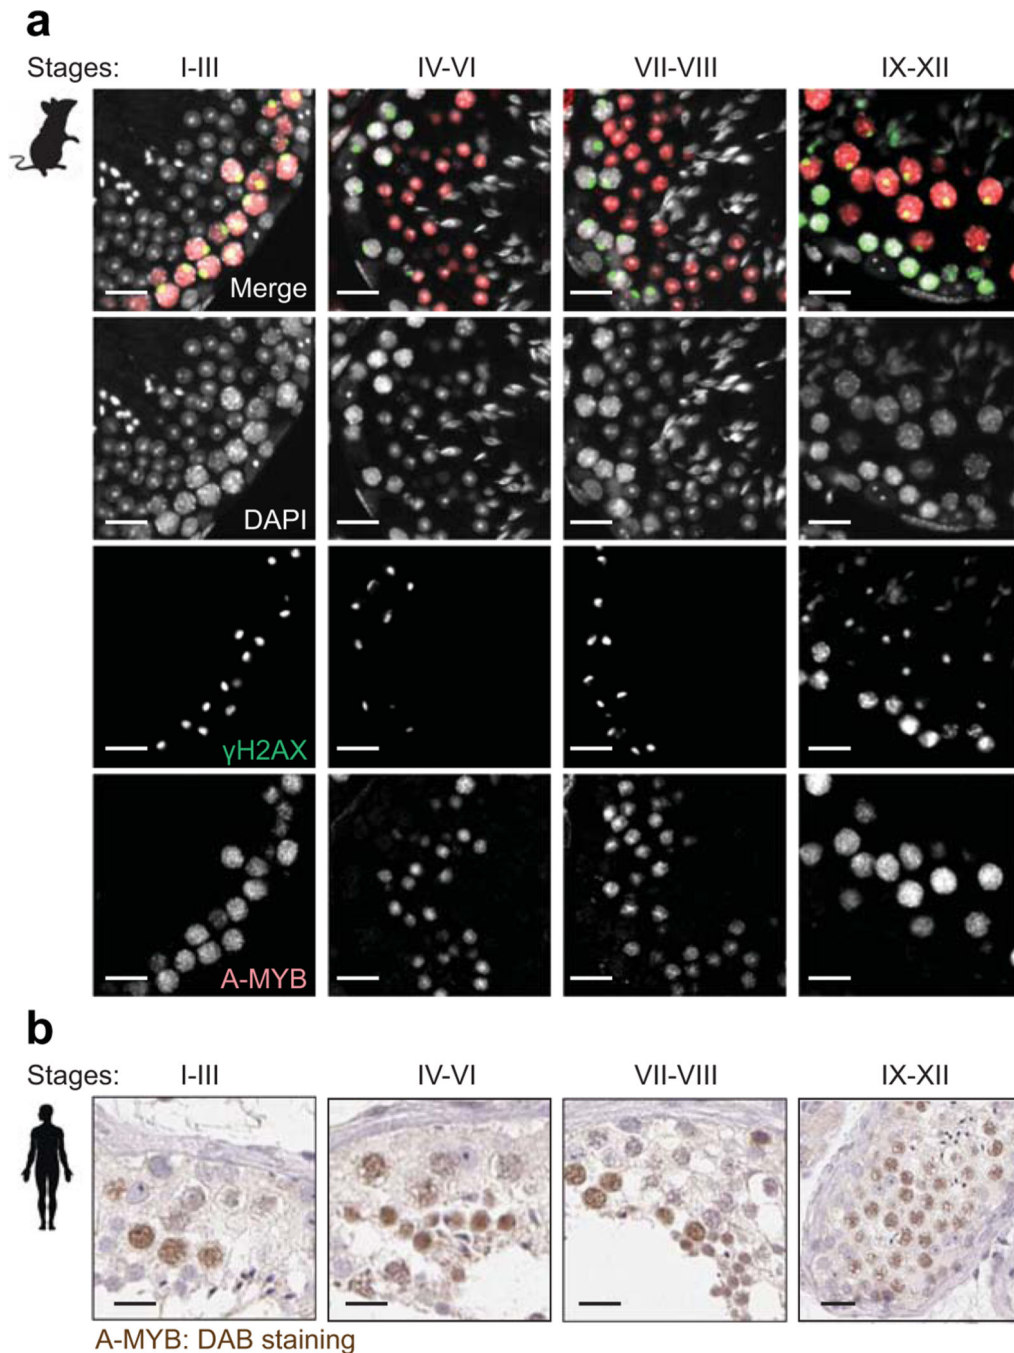 a
Stages: I-III IV-VI VII-VIII IX-XII
Merge
DAPI
γH2AX
A-MYB
b
Stages: I-III IV-VI VII-VIII IX-XII
A-MYB: DAB staining